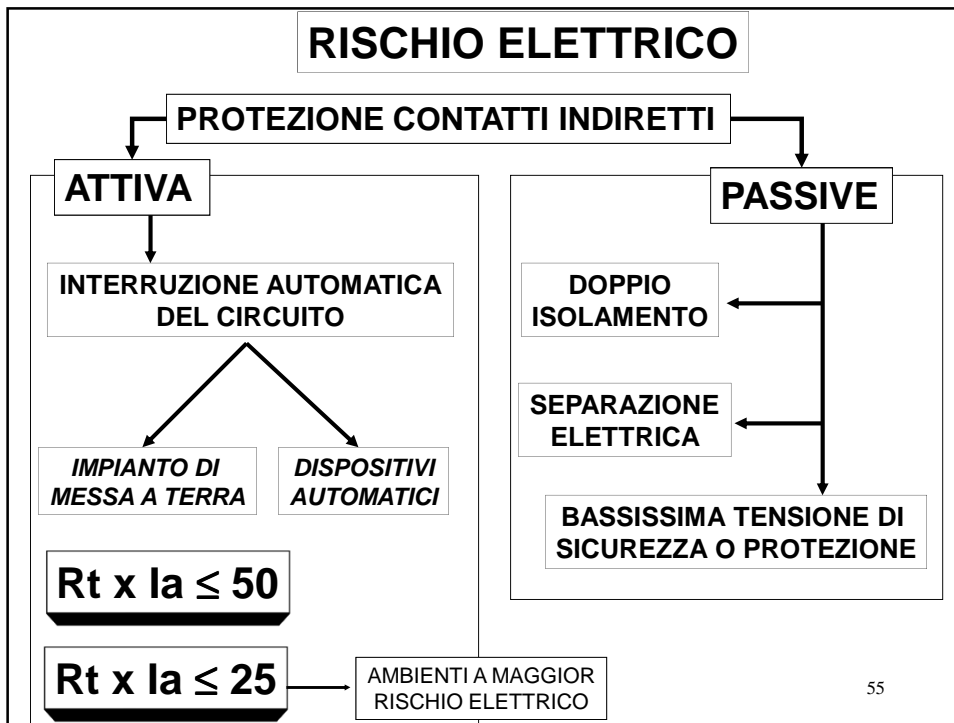 RISCHIO ELETTRICO
PROTEZIONE CONTATTI INDIRETTI
ATTIVA
INTERRUZIONE AUTOMATICA
DEL CIRCUITO
IMPIANTO DI
MESSA A TERRA
DISPOSITIVI
AUTOMATICI
Rt x Ia ≤ 50
Rt x Ia ≤ 25
AMBIENTI A MAGGIOR
RISCHIO ELETTRICO
PASSIVE
DOPPIO
ISOLAMENTO
SEPARAZIONE
ELETTRICA
BASSISSIMA TENSIONE DI
SICUREZZA O PROTEZIONE
55